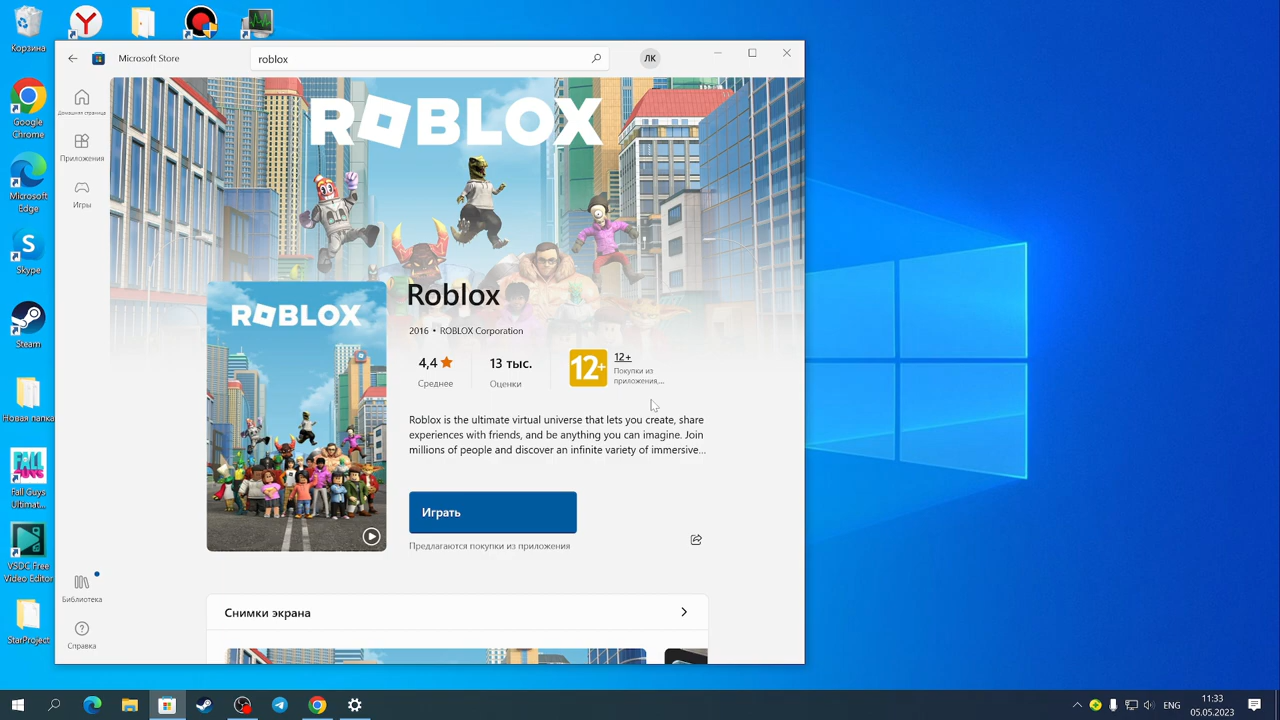 Корзина
Google
Chrome
Microsoft
Edge
Skype
Steam
Новая папка
Fall Guys
Ultimat...
VSDC Free
Video Editor
StarProject
Microsoft Store
roblox
ЛК
Домашняя страница
Приложения
Игры
Библиотека
Справка
ROBLOX
ROBLOX
Roblox
2016 • ROBLOX Corporation
4,4
Среднее
13 тыс.
Оценки
12+
12+
Покупки из
приложения,...
Roblox is the ultimate virtual universe that lets you create, share
experiences with friends, and be anything you can imagine. Join
millions of people and discover an infinite variety of immersive...
Играть
Предлагаются покупки из приложения
Снимки экрана
ENG
11:33
05.05.2023